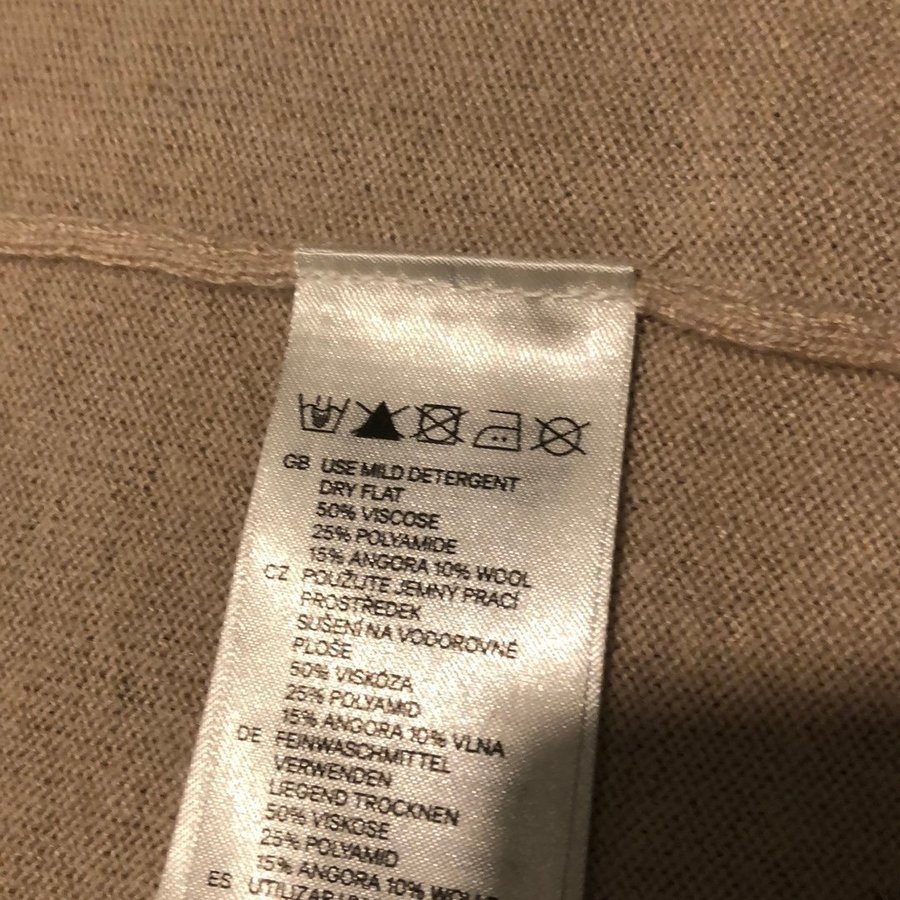 GB USE MILD DETERGENT
DRY FLAT
50% VISCOSE
25% POLYAMIDE
15% ANGORA 10% WOOL
CZ POUŽIJTE JEMNÝ PRACÍ
PROSTŘEDEK
SUŠENÍ NA VODOROVNÉ
PLOŠE
50% VISKÓZA
25% POLYAMID
15% ANGORA 10% VLNA
DE FEINWASCHMITTEL
VERWENDEN
LIEGEND TROCKNEN
50% VISKOSE
25% POLYAMID
15% ANGORA 10%
ES UTILIZAR